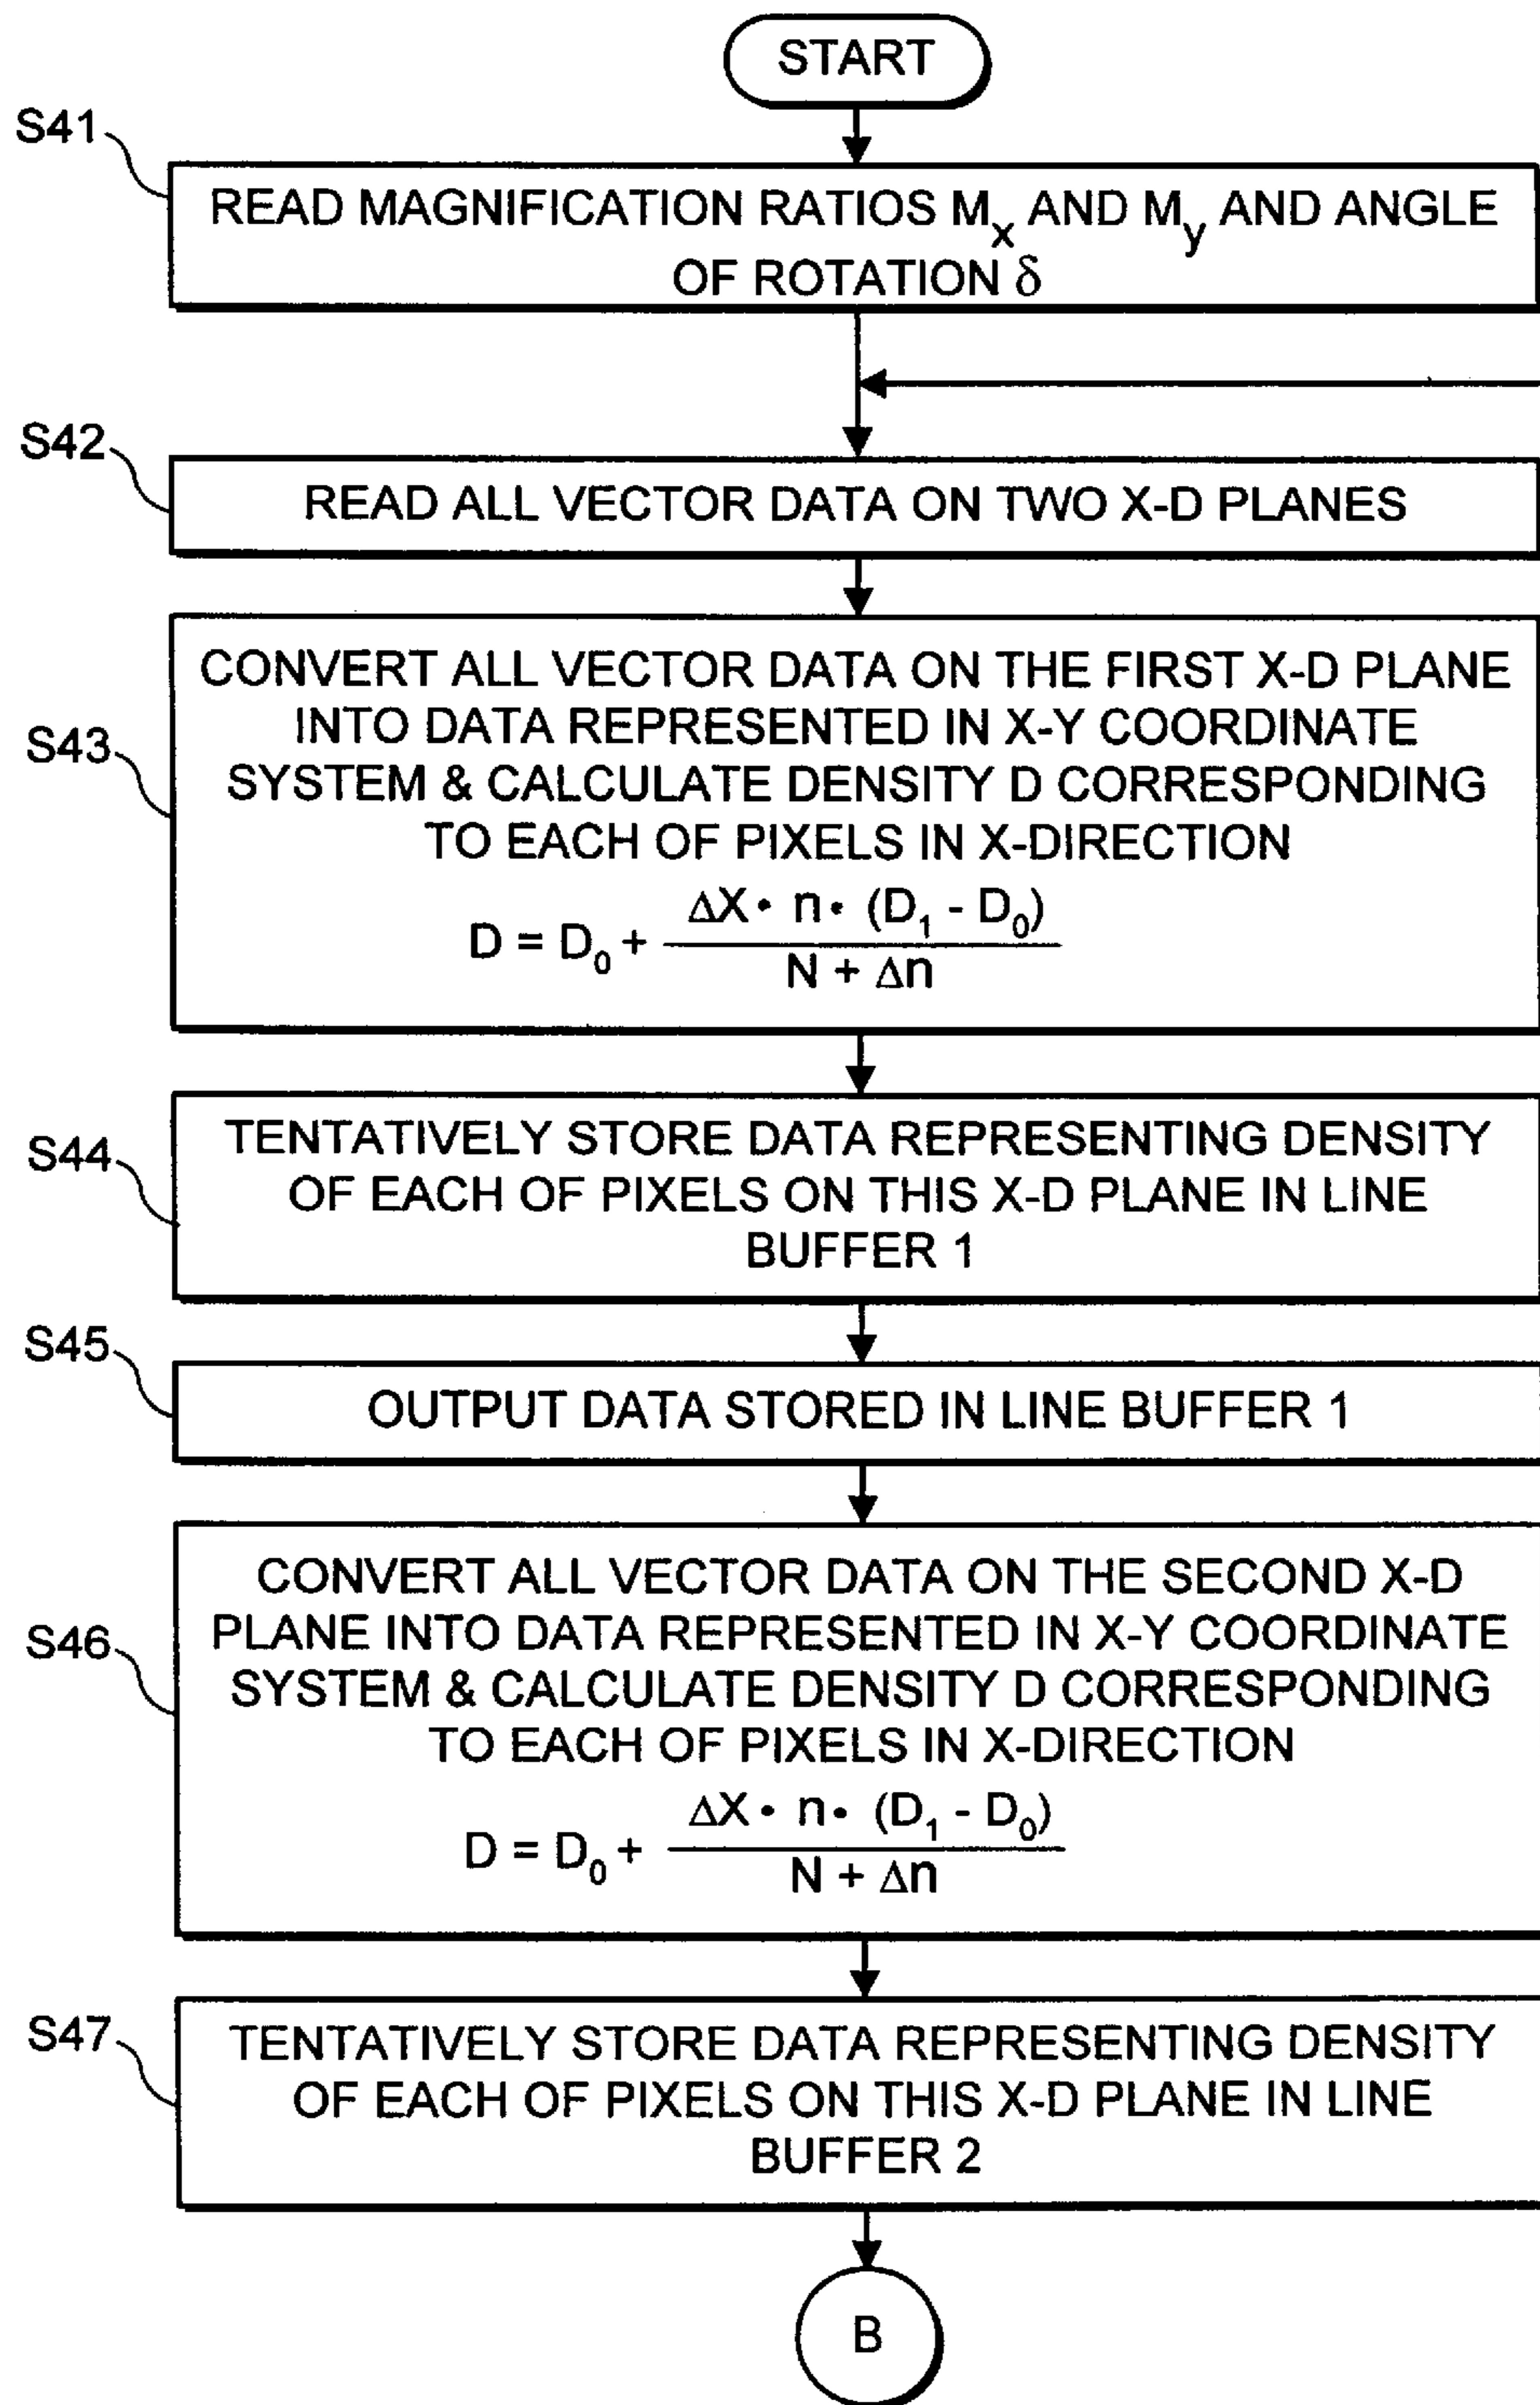 START
S41
READ MAGNIFICATION RATIOS Mx AND My AND ANGLE
OF ROTATION δ
S42
READ ALL VECTOR DATA ON TWO X-D PLANES
S43
CONVERT ALL VECTOR DATA ON THE FIRST X-D PLANE
INTO DATA REPRESENTED IN X-Y COORDINATE
SYSTEM & CALCULATE DENSITY D CORRESPONDING
TO EACH OF PIXELS IN X-DIRECTION
D = D0 + ΔX • n • (D1 - D0)
N + Δn
S44
TENTATIVELY STORE DATA REPRESENTING DENSITY
OF EACH OF PIXELS ON THIS X-D PLANE IN LINE
BUFFER 1
S45
OUTPUT DATA STORED IN LINE BUFFER 1
S46
CONVERT ALL VECTOR DATA ON THE SECOND X-D
PLANE INTO DATA REPRESENTED IN X-Y COORDINATE
SYSTEM & CALCULATE DENSITY D CORRESPONDING
TO EACH OF PIXELS IN X-DIRECTION
D = D0 + ΔX • n • (D1 - D0)
N + Δn
S47
TENTATIVELY STORE DATA REPRESENTING DENSITY
OF EACH OF PIXELS ON THIS X-D PLANE IN LINE
BUFFER 2
B